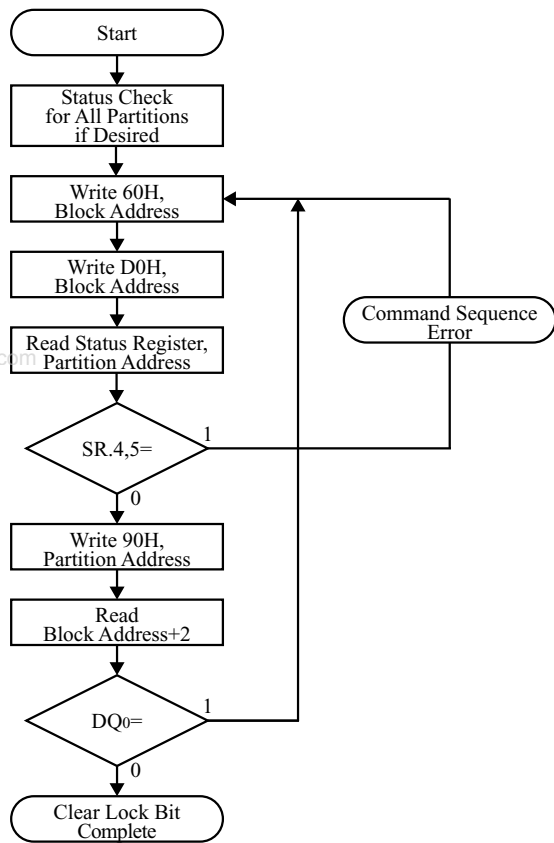 Start
Status Check
for All Partitions
if Desired
Write 60H,
Block Address
Write D0H,
Block Address
Command Sequence
Error
Read Status Register,
Partition Address
com
SR.4,5=
1
0
Write 90H,
Partition Address
Read
Block Address+2
DQ0=
1
0
Clear Lock Bit
Complete